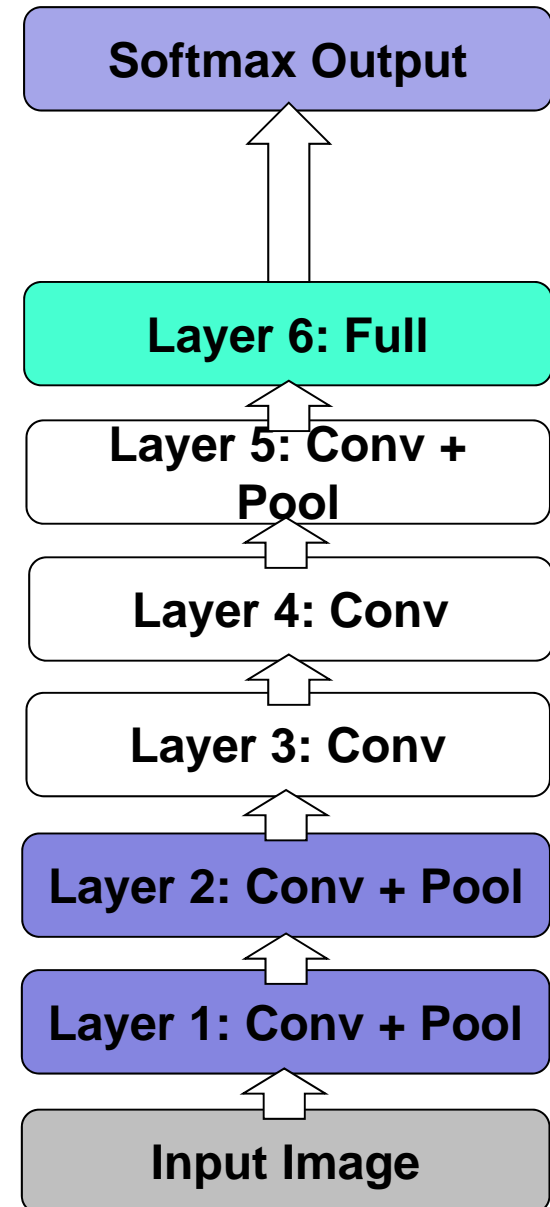 Softmax Output
Layer 6: Full
Layer 5: Conv +
Pool
Layer 4: Conv
Layer 3: Conv
Layer 2: Conv + Pool
Layer 1: Conv + Pool
Input Image